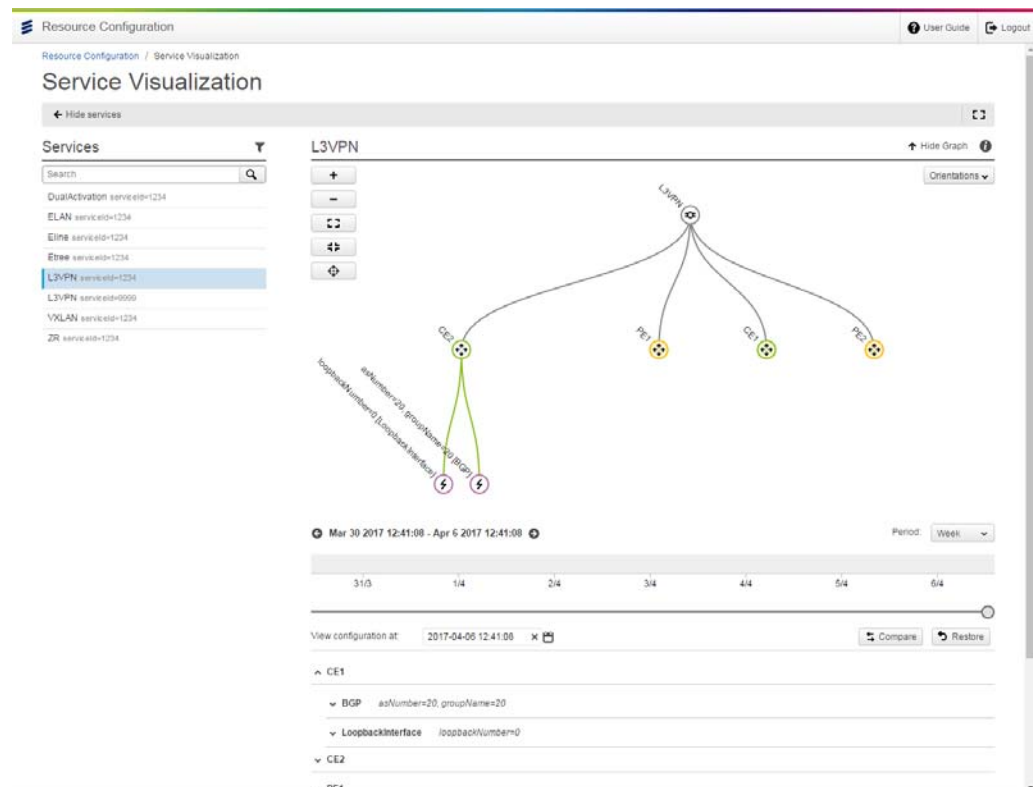 Resource Configuration
User Guide
Logout
Resource Configuration / Service Visualization
Service Visualization
Hide services
Services
L3VPN
Hide Graph
Search
Orientations
DualActivation serviceId=1234
ELAN serviceId=1234
Eline serviceId=1234
Etree serviceId=1234
L3VPN serviceId=1234
L3VPN serviceId=9999
VXLAN serviceId=1234
ZR serviceId=1234
L3VPN
CE2
PE1
CE1
PE2
loopbackNumber=0 [LoopbackInterface]
asNumber=20, groupName=20 [BGP]
Mar 30 2017 12:41:08 - Apr 6 2017 12:41:08
Period: Week
31/3 1/4 2/4 3/4 4/4 5/4 6/4
View configuration at: 2017-04-06 12:41:08
Compare
Restore
CE1
BGP asNumber=20, groupName=20
LoopbackInterface loopbackNumber=0
CE2
PE1